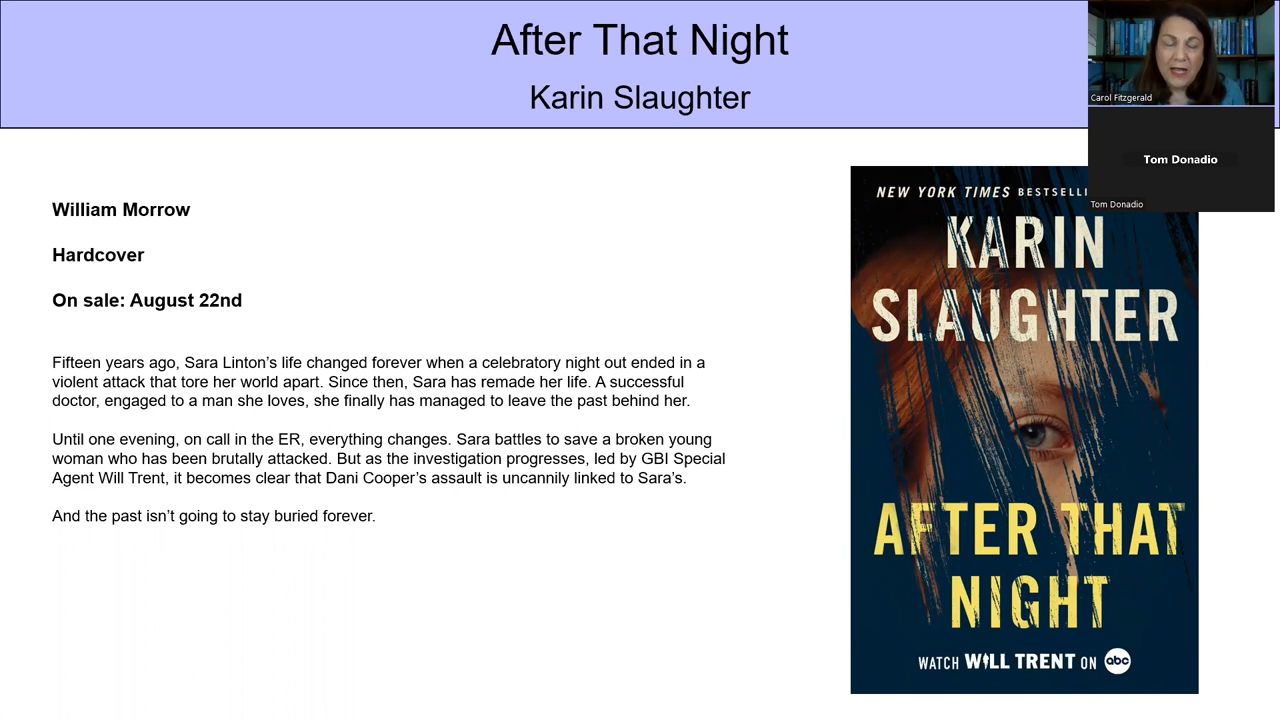 After That Night
Karin Slaughter
Carol Fitzgerald
Tom Donadio
Tom Donadio
William Morrow
Hardcover
On sale: August 22nd
Fifteen years ago, Sara Linton’s life changed forever when a celebratory night out ended in a
violent attack that tore her world apart. Since then, Sara has remade her life. A successful
doctor, engaged to a man she loves, she finally has managed to leave the past behind her.
Until one evening, on call in the ER, everything changes. Sara battles to save a broken young
woman who has been brutally attacked. But as the investigation progresses, led by GBI Special
Agent Will Trent, it becomes clear that Dani Cooper’s assault is uncannily linked to Sara’s.
And the past isn’t going to stay buried forever.
NEW YORK TIMES
KARIN
SLAUGHTER
AFTER THAT
NIGHT
WATCH WILL TRENT ON abc